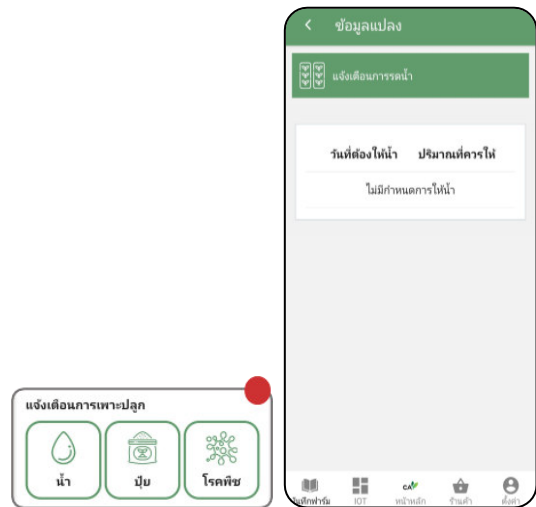 ข้อมูลแปลง
แจ้งเตือนการรดน้ำ
วันที่ต้องให้น้ำ ปริมาณที่ควรให้
ไม่มีกำหนดการให้น้ำ
แจ้งเตือนการเพาะปลูก
น้ำ ปุ๋ย โรคพืช
บันทึกฟาร์ม IOT หน้าหลัก ร้านค้า ตั้งค่า